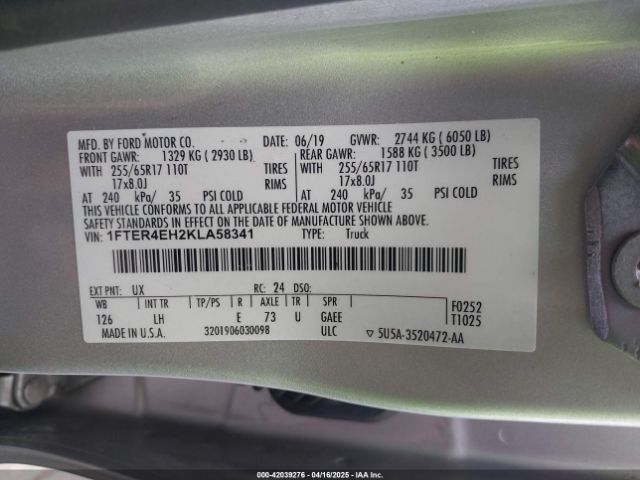 MFD. BY FORD MOTOR CO. DATE: 06/19 GVWR: 2744 KG ( 6050 LB)
FRONT GAWR: 1329 KG ( 2930 LB) REAR GAWR: 1588 KG ( 3500 LB)
WITH 255/65R17 110T TIRES WITH 255/65R17 110T TIRES
17x8.0J RIMS 17x8.0J RIMS
AT 240 kPa/ 35 PSI COLD AT 240 kPa/ 35 PSI COLD
THIS VEHICLE CONFORMS TO ALL APPLICABLE FEDERAL MOTOR VEHICLE
SAFETY STANDARDS IN EFFECT ON THE DATE OF MANUFACTURE SHOWN ABOVE.
VIN: 1FTER4EH2KLA58341 TYPE: Truck
EXT PNT: UX RC: 24 DSO:
WB INT TR TP/PS R AXLE TR SPR F0252
126 LH E 73 U GAEE T1025
MADE IN U.S.A. 3201906030098 ULC ▽ 5U5A-3520472-AA
000-42039276 - 04/16/2025 - IAAI.COM